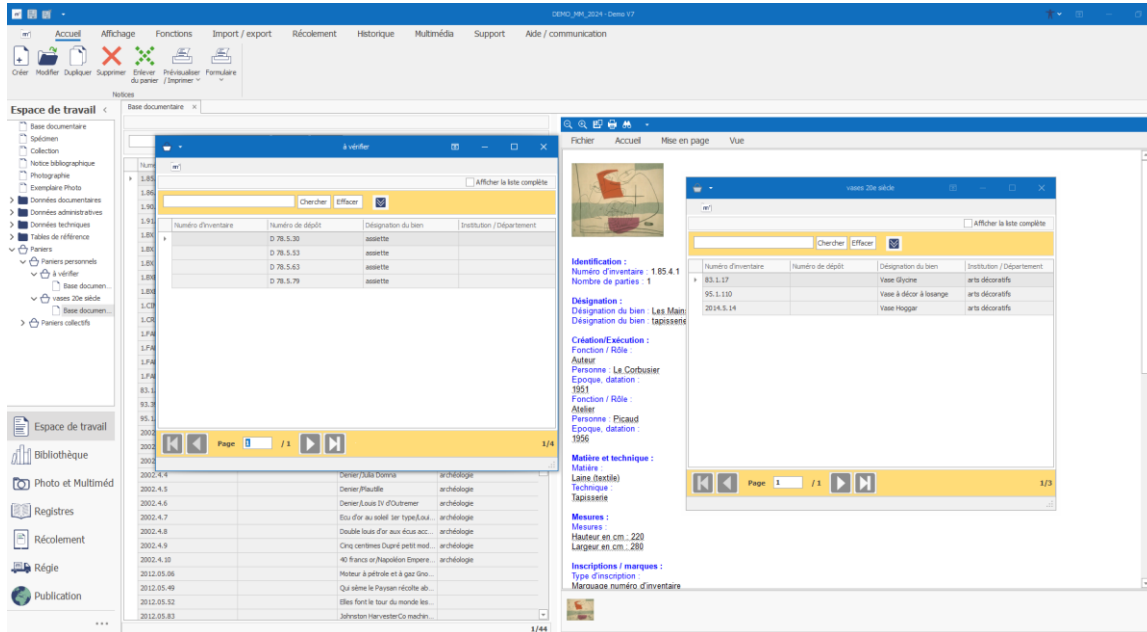 DEMO_MM_2024 - Demo V7
m'
Accueil
Affichage
Fonctions
Import / export
Récolement
Historique
Multimédia
Support
Aide / communication
Créer
Modifier
Dupliquer
Supprimer
Enlever du panier
Prévisualiser / Imprimer
Formulaire
Notices
Espace de travail
Base documentaire
Spécimen
Collection
Notice bibliographique
Photographie
Exemplaire Photo
Données documentaires
Données administratives
Données techniques
Tables de référence
Paniers
Paniers personnels
à vérifier
Base documen...
vases 20e siècle
Base documen...
Paniers collectifs
Espace de travail
Bibliothèque
Photo et Multiméd
Registres
Récolement
Régie
Publication
...
Base documentaire
à vérifier
m'
Afficher la liste complète
Chercher
Effacer
Numéro d'inventaire
Numéro de dépôt
Désignation du bien
Institution / Département
D 78.5.30 assiette
D 78.5.53 assiette
D 78.5.63 assiette
D 78.5.79 assiette
Page 1 / 1
1/4
2002.4.4 Denier/Julia Domna archéologie
2002.4.5 Denier/Plautille archéologie
2002.4.6 Denier/Louis IV d'Outremer archéologie
2002.4.7 Ecu d'or au soleil 1er type/Loui... archéologie
2002.4.8 Double louis d'or aux écus acc... archéologie
2002.4.9 Cinq centimes Dupré petit mod... archéologie
2002.4.10 40 francs or/Napoléon Empere... archéologie
2012.05.06 Moteur à pétrole et à gaz Gno...
2012.05.49 Qui sème le Paysan récolte ab...
2012.05.52 Elles font le tour du monde les...
2012.05.83 Johnston HarvesterCo machin...
1/44
Fichier
Accueil
Mise en page
Vue
Identification :
Numéro d'inventaire : 1.85.4.1
Nombre de parties : 1
Désignation :
Désignation du bien : Les Main
Désignation du bien : tapisserie
Création/Exécution :
Fonction / Rôle :
Auteur
Personne : Le Corbusier
Epoque, datation :
1951
Fonction / Rôle :
Atelier
Personne : Picaud
Epoque, datation :
1956
Matière et technique :
Matière :
Laine (textile)
Technique :
Tapisserie
Mesures :
Mesures :
Hauteur en cm : 220
Largeur en cm : 280
Inscriptions / marques :
Type d'inscription :
Marquage numéro d'inventaire
vases 20e siècle
m'
Afficher la liste complète
Chercher
Effacer
Numéro d'inventaire
Numéro de dépôt
Désignation du bien
Institution / Département
83.1.17 Vase Glycine arts décoratifs
95.1.110 Vase à décor à losange arts décoratifs
2014.5.14 Vase Hoggar arts décoratifs
Page 1 / 1
1/3